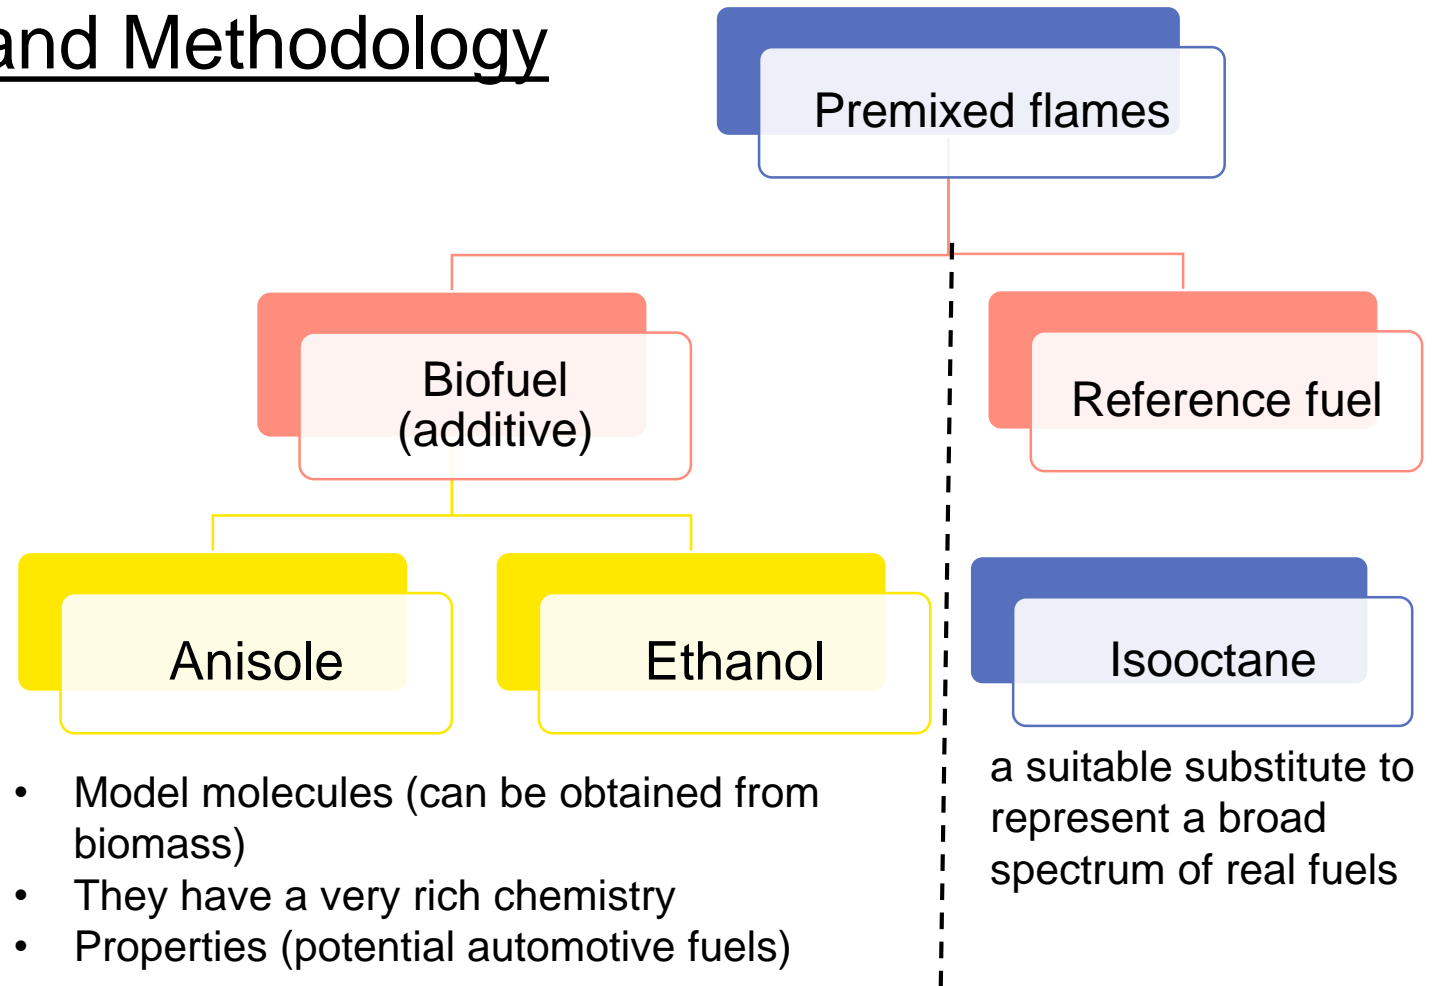 and Methodology
Premixed flames
Biofuel
(additive)
Reference fuel
Anisole
Ethanol
Isooctane
• Model molecules (can be obtained from
biomass)
• They have a very rich chemistry
• Properties (potential automotive fuels)
a suitable substitute to
represent a broad
spectrum of real fuels